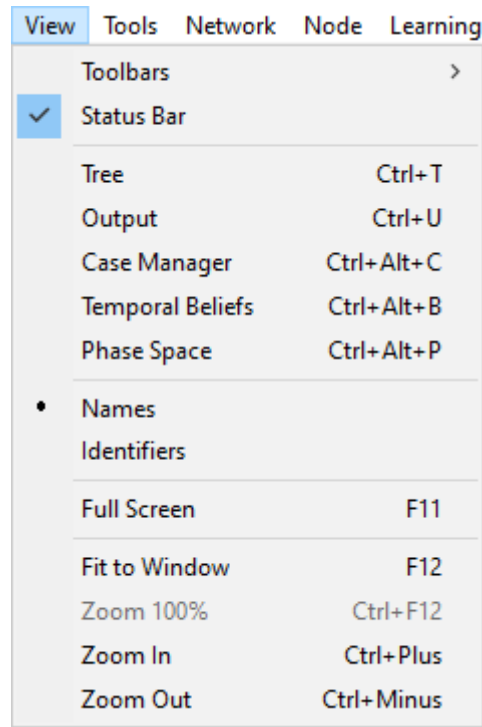 View Tools Network Node Learning
Toolbars
Status Bar
Tree Ctrl+T
Output Ctrl+U
Case Manager Ctrl+Alt+C
Temporal Beliefs Ctrl+Alt+B
Phase Space Ctrl+Alt+P
Names
Identifiers
Full Screen F11
Fit to Window F12
Zoom 100% Ctrl+F12
Zoom In Ctrl+Plus
Zoom Out Ctrl+Minus